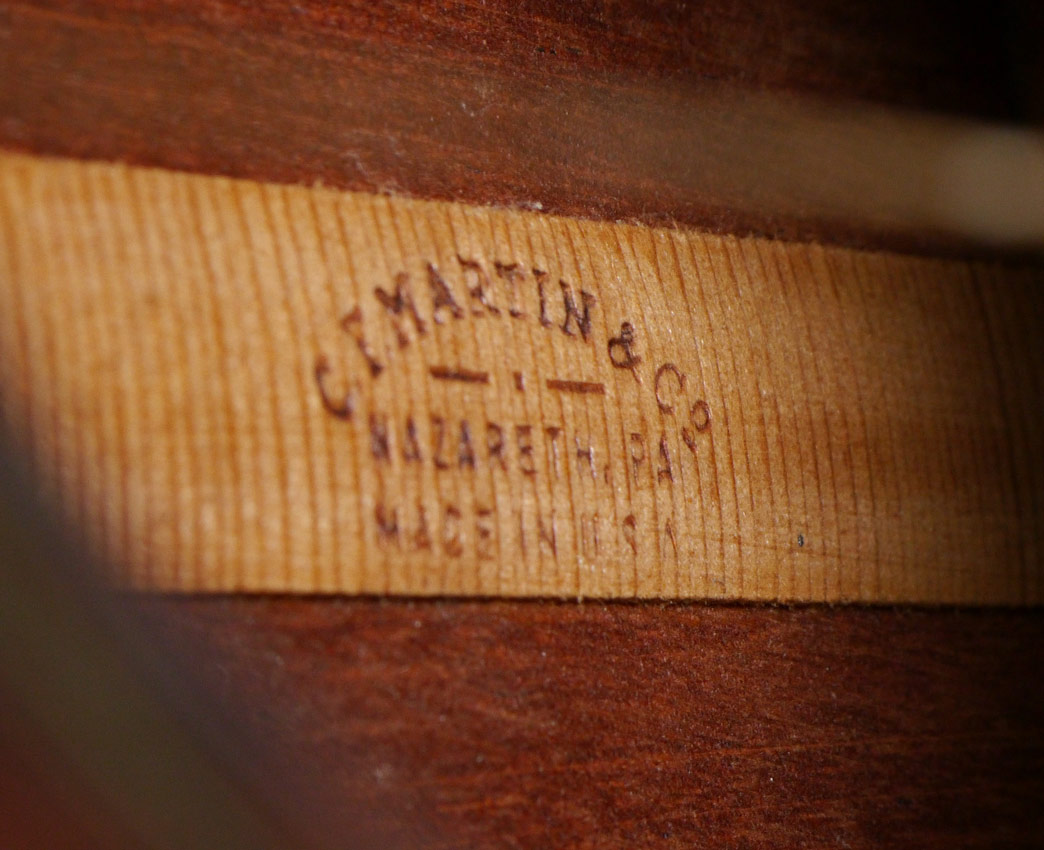 C.F. MARTIN & Co.
NAZARETH, PA.
MADE IN U.S.A.